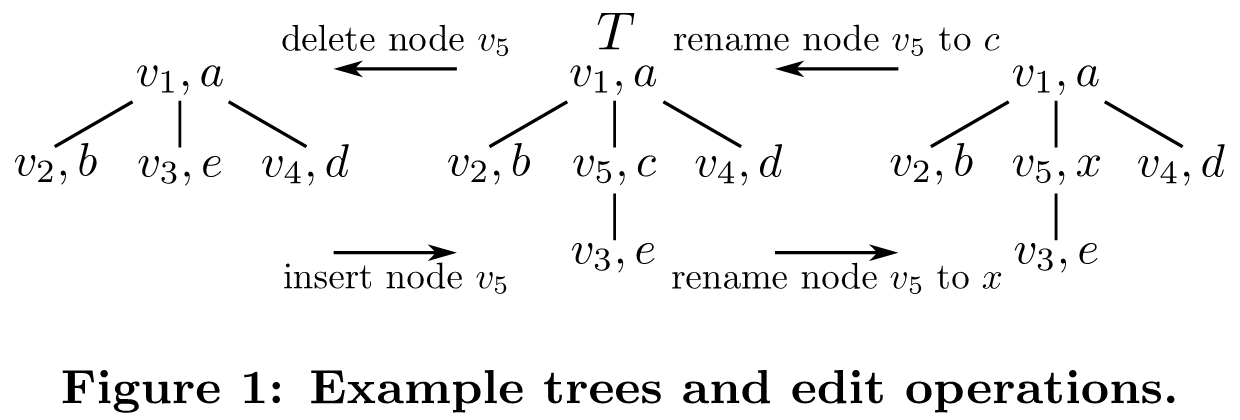 delete node v₅ T rename node v₅ to c
v₁, a v₁, a v₁, a
v₂, b v₃, e v₄, d v₂, b v₅, c v₄, d v₂, b v₅, x v₄, d
v₃, e v₃, e
insert node v₅ rename node v₅ to x
Figure 1: Example trees and edit operations.